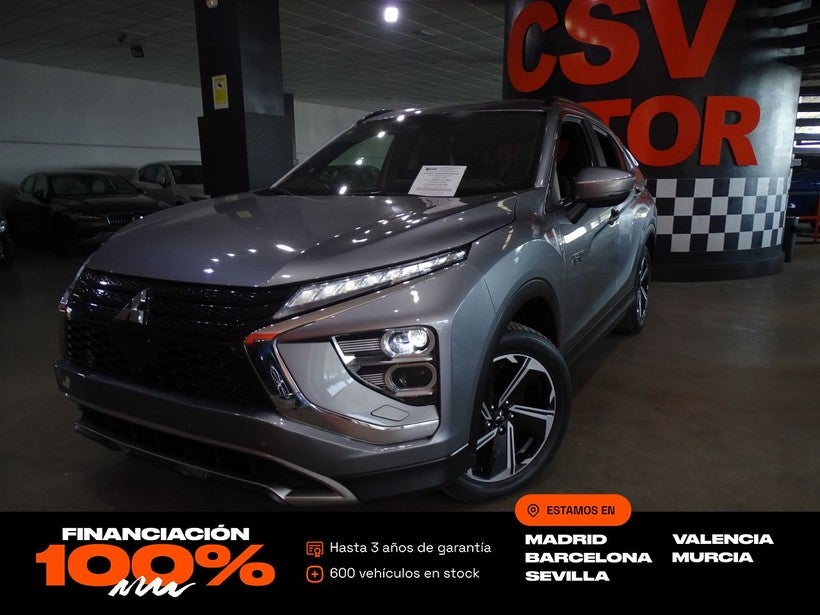 CSV
TOR
FINANCIACIÓN
100%
Hasta 3 años de garantía
600 vehículos en stock
ESTAMOS EN
MADRID
BARCELONA
SEVILLA
VALENCIA
MURCIA